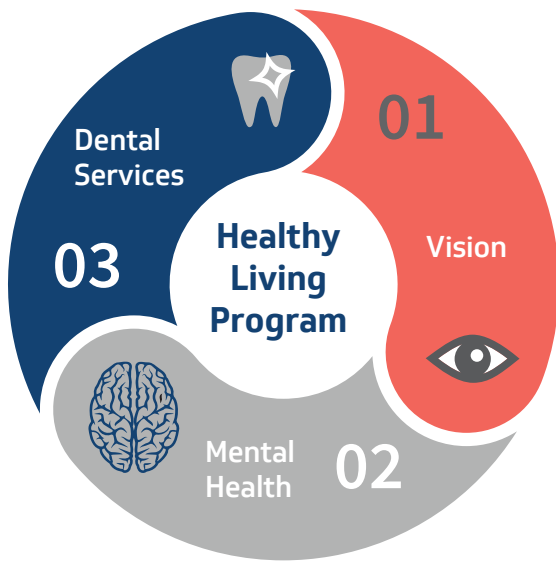 Healthy
Living
Program
01
Vision
Mental
Health
02
Dental
Services
03